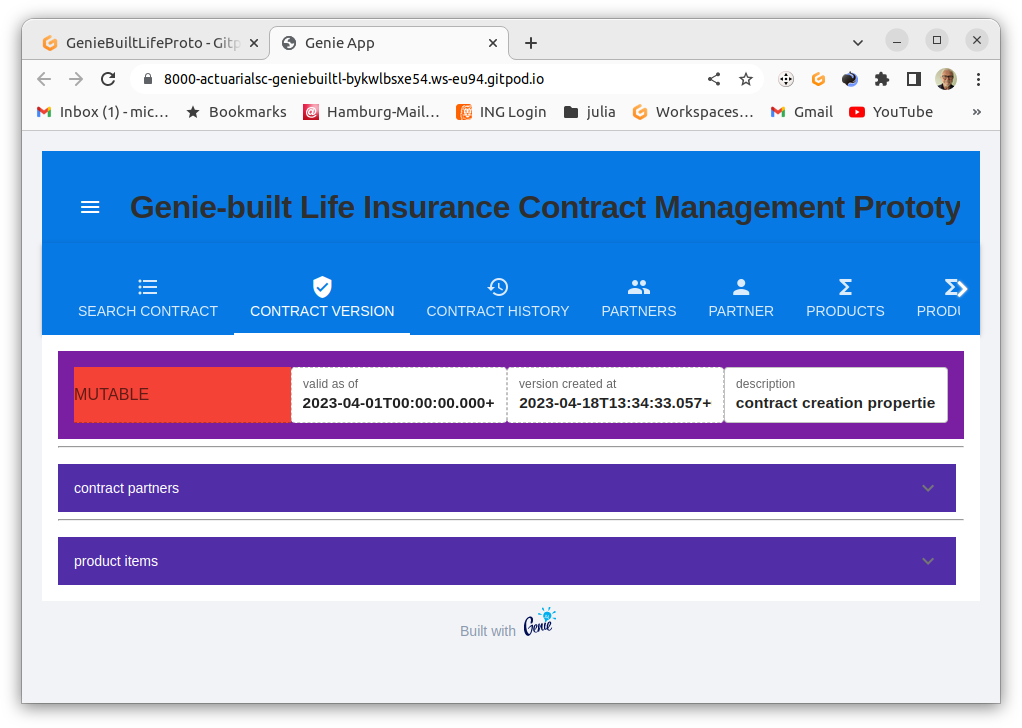 GenieBuiltLifeProto - Gitp
Genie App
8000-actuarialsc-geniebuiltl-bykwlbsxe54.ws-eu94.gitpod.io
Inbox (1) - mic…
Bookmarks
Hamburg-Mail…
ING Login
julia
Workspaces…
Gmail
YouTube
»
Genie-built Life Insurance Contract Management Prototy
SEARCH CONTRACT
CONTRACT VERSION
CONTRACT HISTORY
PARTNERS
PARTNER
PRODUCTS
PRODU
MUTABLE
valid as of
2023-04-01T00:00:00.000+
version created at
2023-04-18T13:34:33.057+
description
contract creation propertie
contract partners
product items
Built with Genie